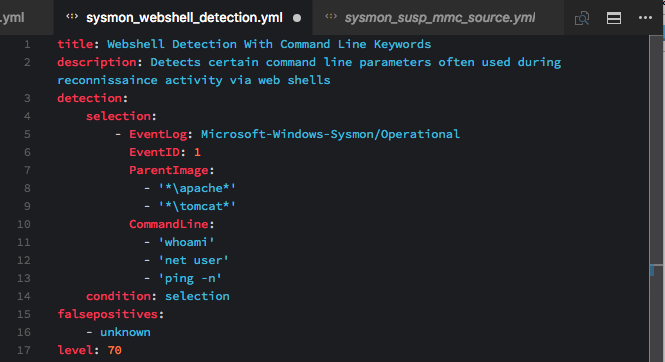 .yml sysmon_webshell_detection.yml sysmon_susp_mmc_source.yml
1 title: Webshell Detection With Command Line Keywords
2 description: Detects certain command line parameters often used during
reconnissaince activity via web shells
3 detection:
4 selection:
5 - EventLog: Microsoft-Windows-Sysmon/Operational
6 EventID: 1
7 ParentImage:
8 - '*\apache*'
9 - '*\tomcat*'
10 CommandLine:
11 - 'whoami'
12 - 'net user'
13 - 'ping -n'
14 condition: selection
15 falsepositives:
16 - unknown
17 level: 70